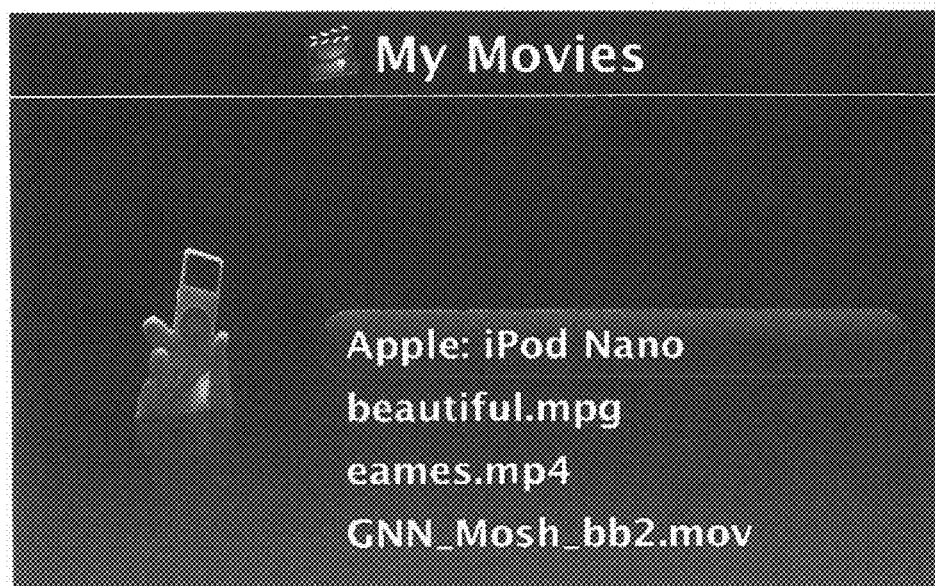 My Movies
Apple: iPod Nano
beautiful.mpg
eames.mp4
GNN_Mosh_bb2.mov